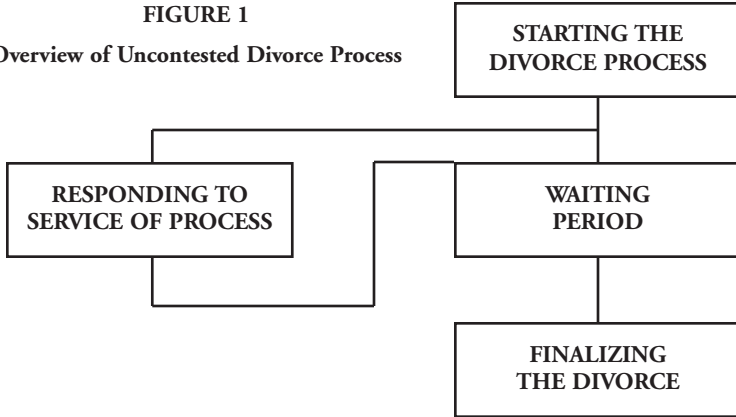 FIGURE 1
Overview of Uncontested Divorce Process
STARTING THE
DIVORCE PROCESS
RESPONDING TO
SERVICE OF PROCESS
WAITING
PERIOD
FINALIZING
THE DIVORCE